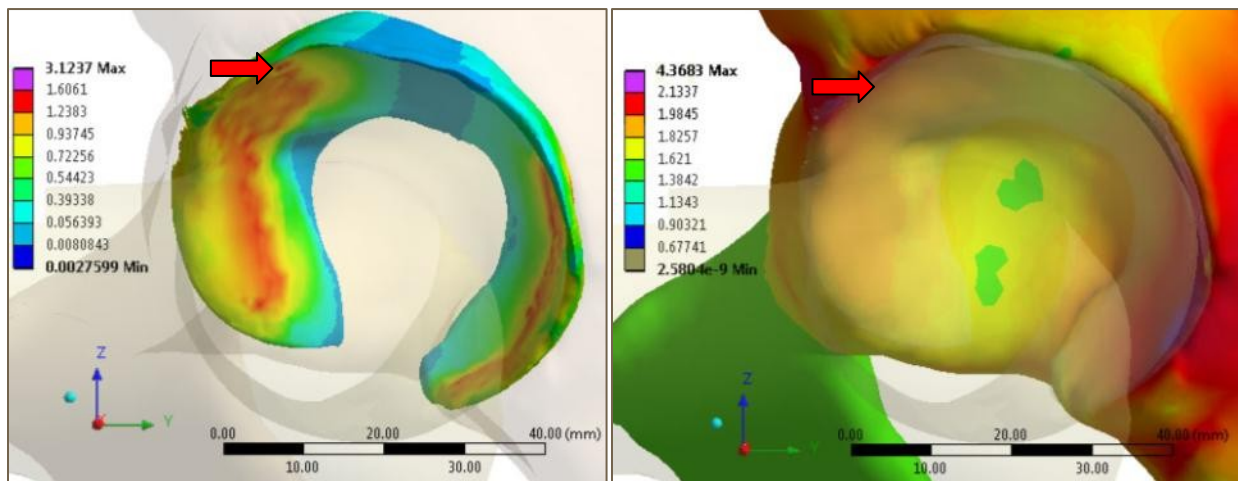 3.1237 Max
1.6061
1.2383
0.93745
0.72256
0.54423
0.39338
0.056393
0.0080843
0.0027599 Min
Z
Y
0.00 20.00 40.00 (mm)
10.00 30.00
4.3683 Max
2.1337
1.9845
1.8257
1.621
1.3842
1.1343
0.90321
0.67741
2.5804e-9 Min
Z
Y
0.00 20.00 40.00 (mm)
10.00 30.00